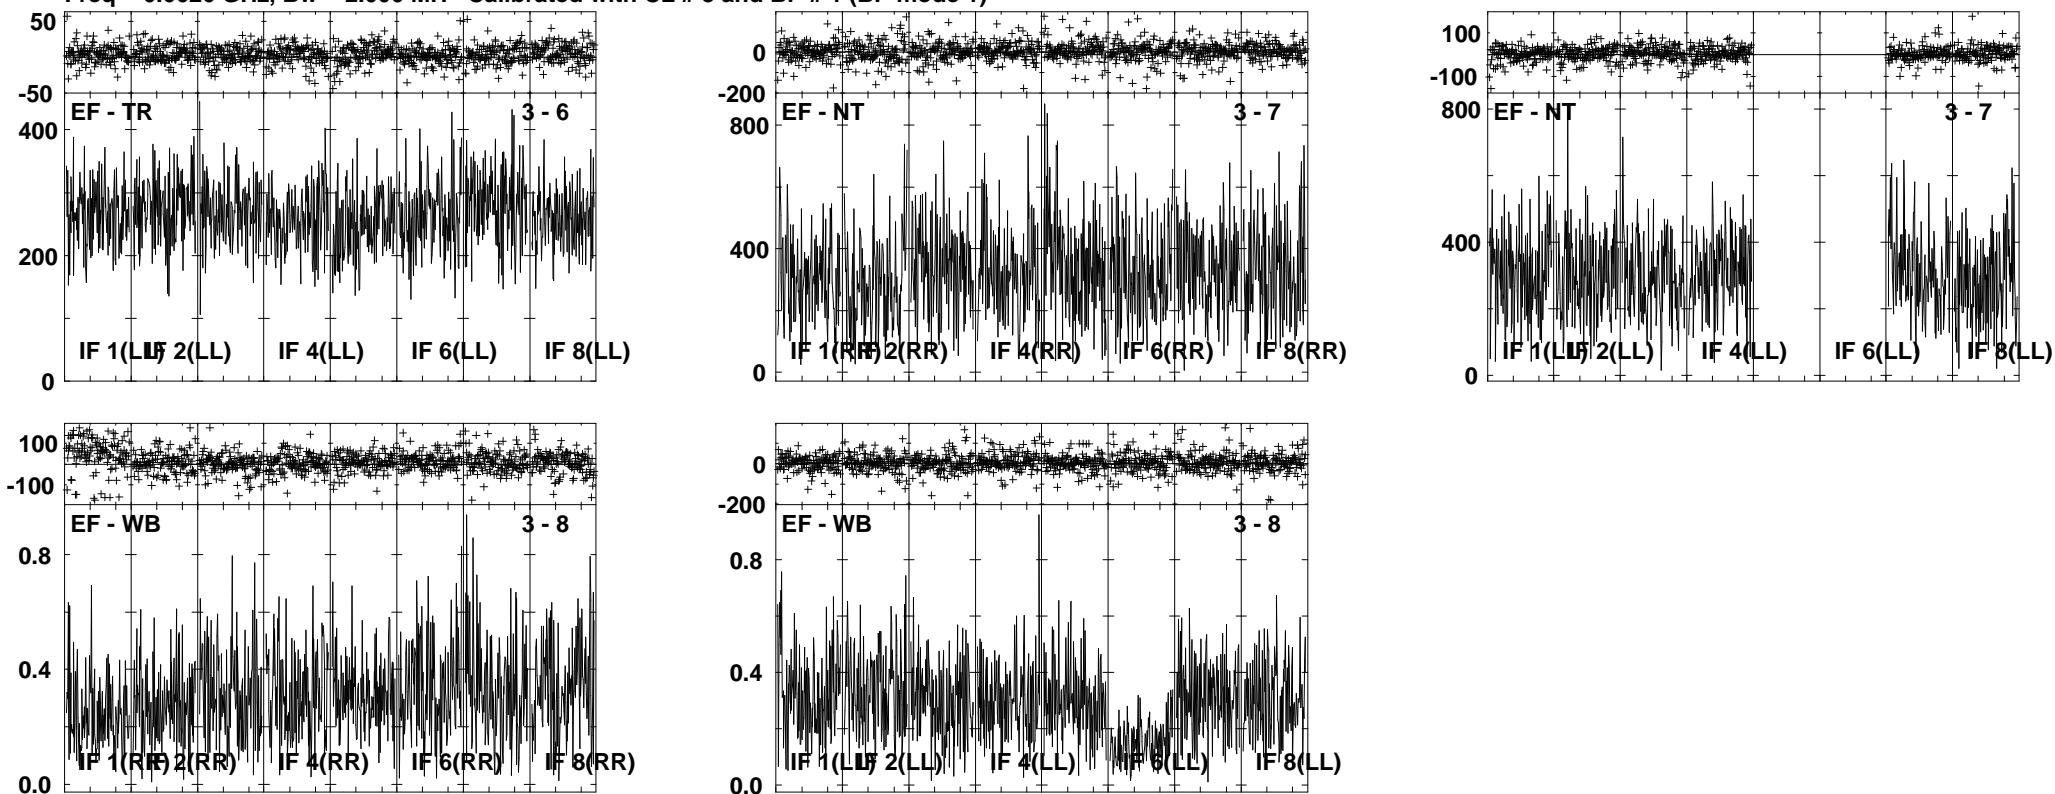 50
-50
EF - TR
3 - 6
400
200
0
IF 1(LL)
IF 2(LL)
IF 4(LL)
IF 6(LL)
IF 8(LL)
0
-200
EF - NT
3 - 7
800
400
0
IF 1(RR)
IF 2(RR)
IF 4(RR)
IF 6(RR)
IF 8(RR)
100
-100
EF - NT
3 - 7
800
400
0
IF 1(LL)
IF 2(LL)
IF 4(LL)
IF 6(LL)
IF 8(LL)
100
-100
EF - WB
3 - 8
0.8
0.4
0.0
IF 1(RR)
IF 2(RR)
IF 4(RR)
IF 6(RR)
IF 8(RR)
0
-200
EF - WB
3 - 8
0.8
0.4
0.0
IF 1(LL)
IF 2(LL)
IF 4(LL)
IF 6(LL)
IF 8(LL)